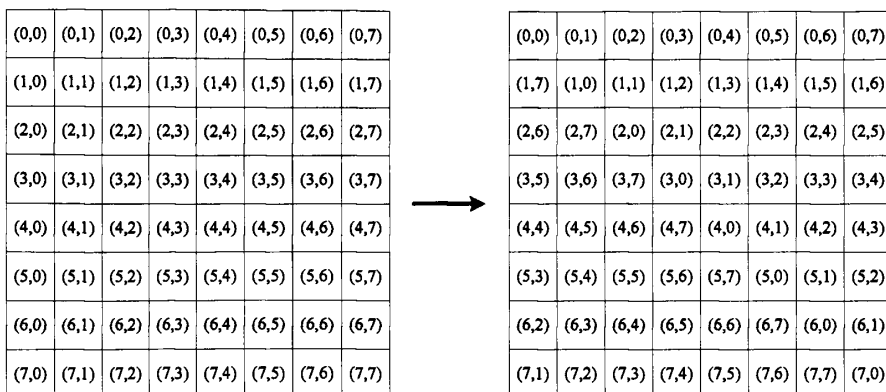 (0,0) (0,1) (0,2) (0,3) (0,4) (0,5) (0,6) (0,7)
(1,0) (1,1) (1,2) (1,3) (1,4) (1,5) (1,6) (1,7)
(2,0) (2,1) (2,2) (2,3) (2,4) (2,5) (2,6) (2,7)
(3,0) (3,1) (3,2) (3,3) (3,4) (3,5) (3,6) (3,7)
(4,0) (4,1) (4,2) (4,3) (4,4) (4,5) (4,6) (4,7)
(5,0) (5,1) (5,2) (5,3) (5,4) (5,5) (5,6) (5,7)
(6,0) (6,1) (6,2) (6,3) (6,4) (6,5) (6,6) (6,7)
(7,0) (7,1) (7,2) (7,3) (7,4) (7,5) (7,6) (7,7)
(0,0) (0,1) (0,2) (0,3) (0,4) (0,5) (0,6) (0,7)
(1,7) (1,0) (1,1) (1,2) (1,3) (1,4) (1,5) (1,6)
(2,6) (2,7) (2,0) (2,1) (2,2) (2,3) (2,4) (2,5)
(3,5) (3,6) (3,7) (3,0) (3,1) (3,2) (3,3) (3,4)
(4,4) (4,5) (4,6) (4,7) (4,0) (4,1) (4,2) (4,3)
(5,3) (5,4) (5,5) (5,6) (5,7) (5,0) (5,1) (5,2)
(6,2) (6,3) (6,4) (6,5) (6,6) (6,7) (6,0) (6,1)
(7,1) (7,2) (7,3) (7,4) (7,5) (7,6) (7,7) (7,0)